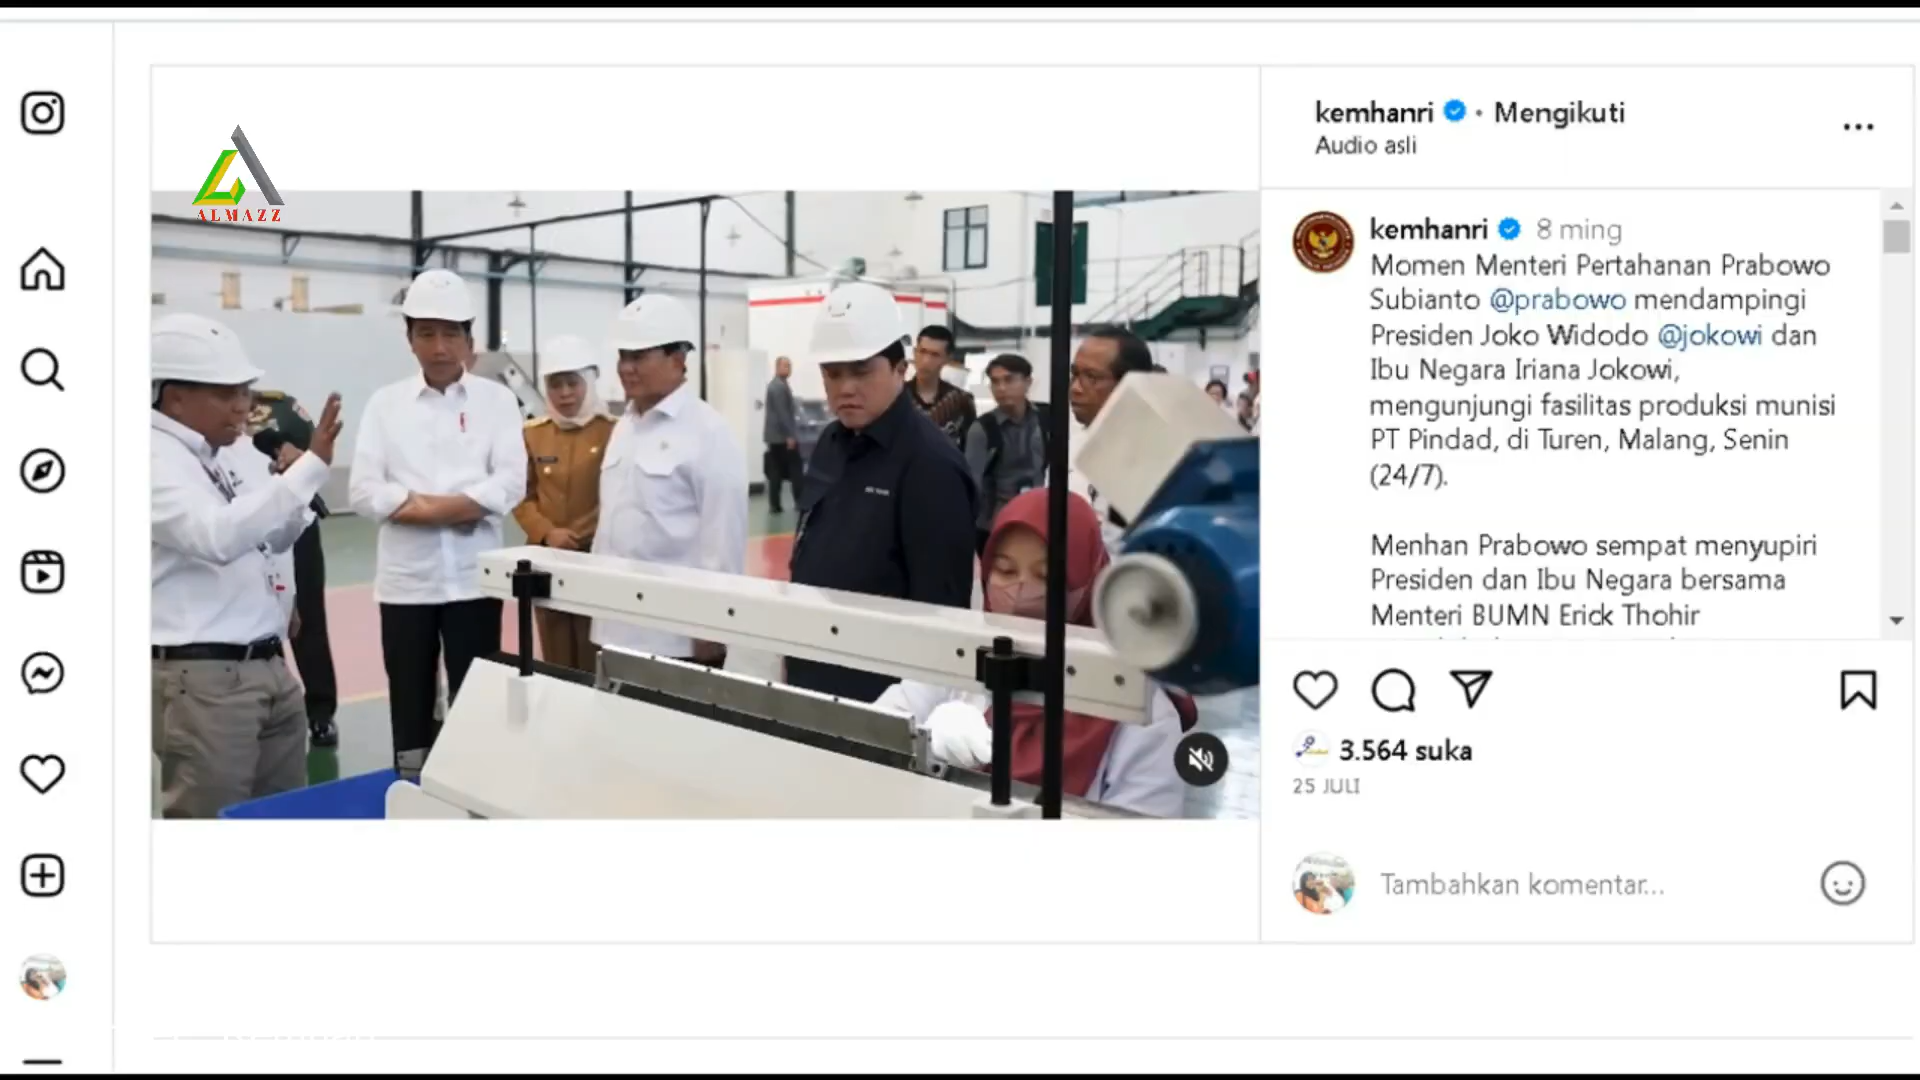 ALMAZZ
kemhanri • Mengikuti
Audio asli
kemhanri 8 ming
Momen Menteri Pertahanan Prabowo
Subianto @prabowo mendampingi
Presiden Joko Widodo @jokowi dan
Ibu Negara Iriana Jokowi,
mengunjungi fasilitas produksi munisi
PT Pindad, di Turen, Malang, Senin
(24/7).
Menhan Prabowo sempat menyupiri
Presiden dan Ibu Negara bersama
Menteri BUMN Erick Thohir
3.564 suka
25 JULI
Tambahkan komentar...